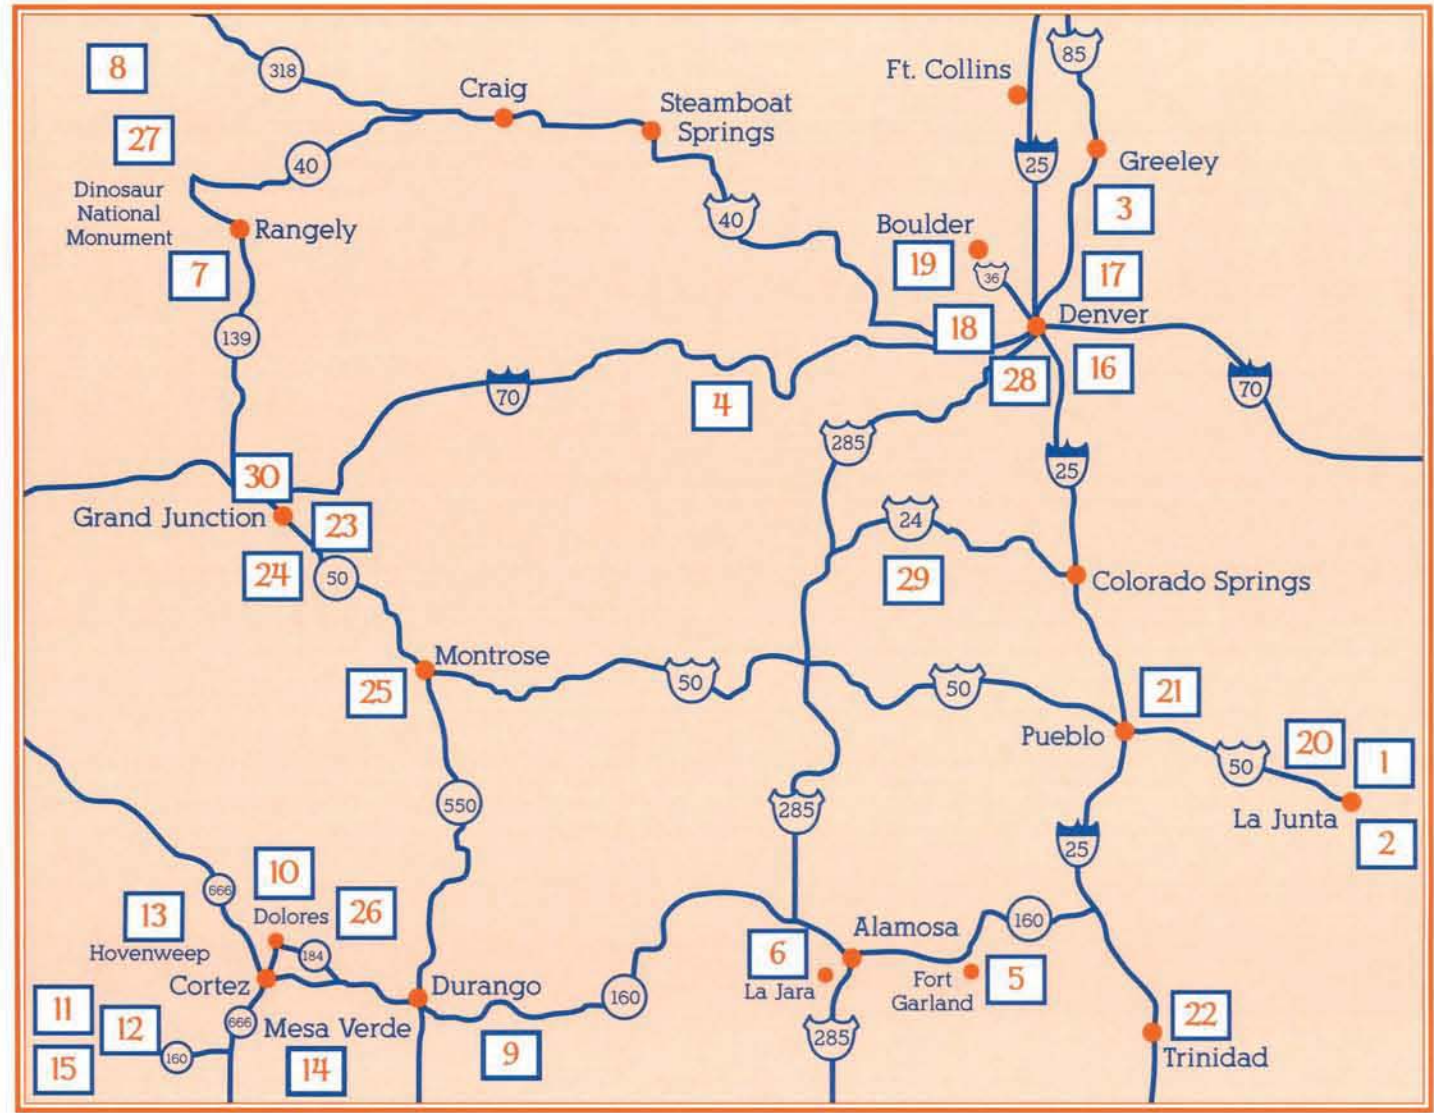 8
318
Craig
Steamboat
Springs
Ft. Collins
85
27
40
25
Greeley
Dinosaur
National
Monument
Rangely
40
3
Boulder
7
19
36
17
139
18
Denver
28
16
4
70
70
285
25
30
Grand Junction
23
24
24
50
29
Colorado Springs
Montrose
25
50
50
21
Pueblo
20
1
50
550
285
La Junta
2
25
10
666
26
13
Dolores
Hovenweep
184
160
Alamosa
6
La Jara
Fort
Garland
5
Cortez
Durango
160
11
12
666
Mesa Verde
285
22
15
160
14
9
Trinidad